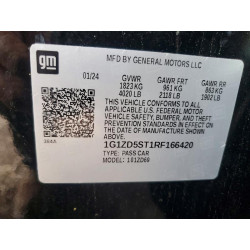 gm
MFD BY GENERAL MOTORS LLC
01/24 GVWR GAWR FRT GAWR RR
1823 KG 961 KG 863 KG
4020 LB 2118 LB 1902 LB
THIS VEHICLE CONFORMS TO ALL
APPLICABLE U.S. FEDERAL MOTOR
VEHICLE SAFETY, BUMPER, AND THEFT
PREVENTION STANDARDS IN EFFECT
ON THE DATE OF MANUFACTURE
SHOWN ABOVE.
1G1ZD5ST1RF166420
TYPE: PASS CAR
MODEL: 1G1ZD69